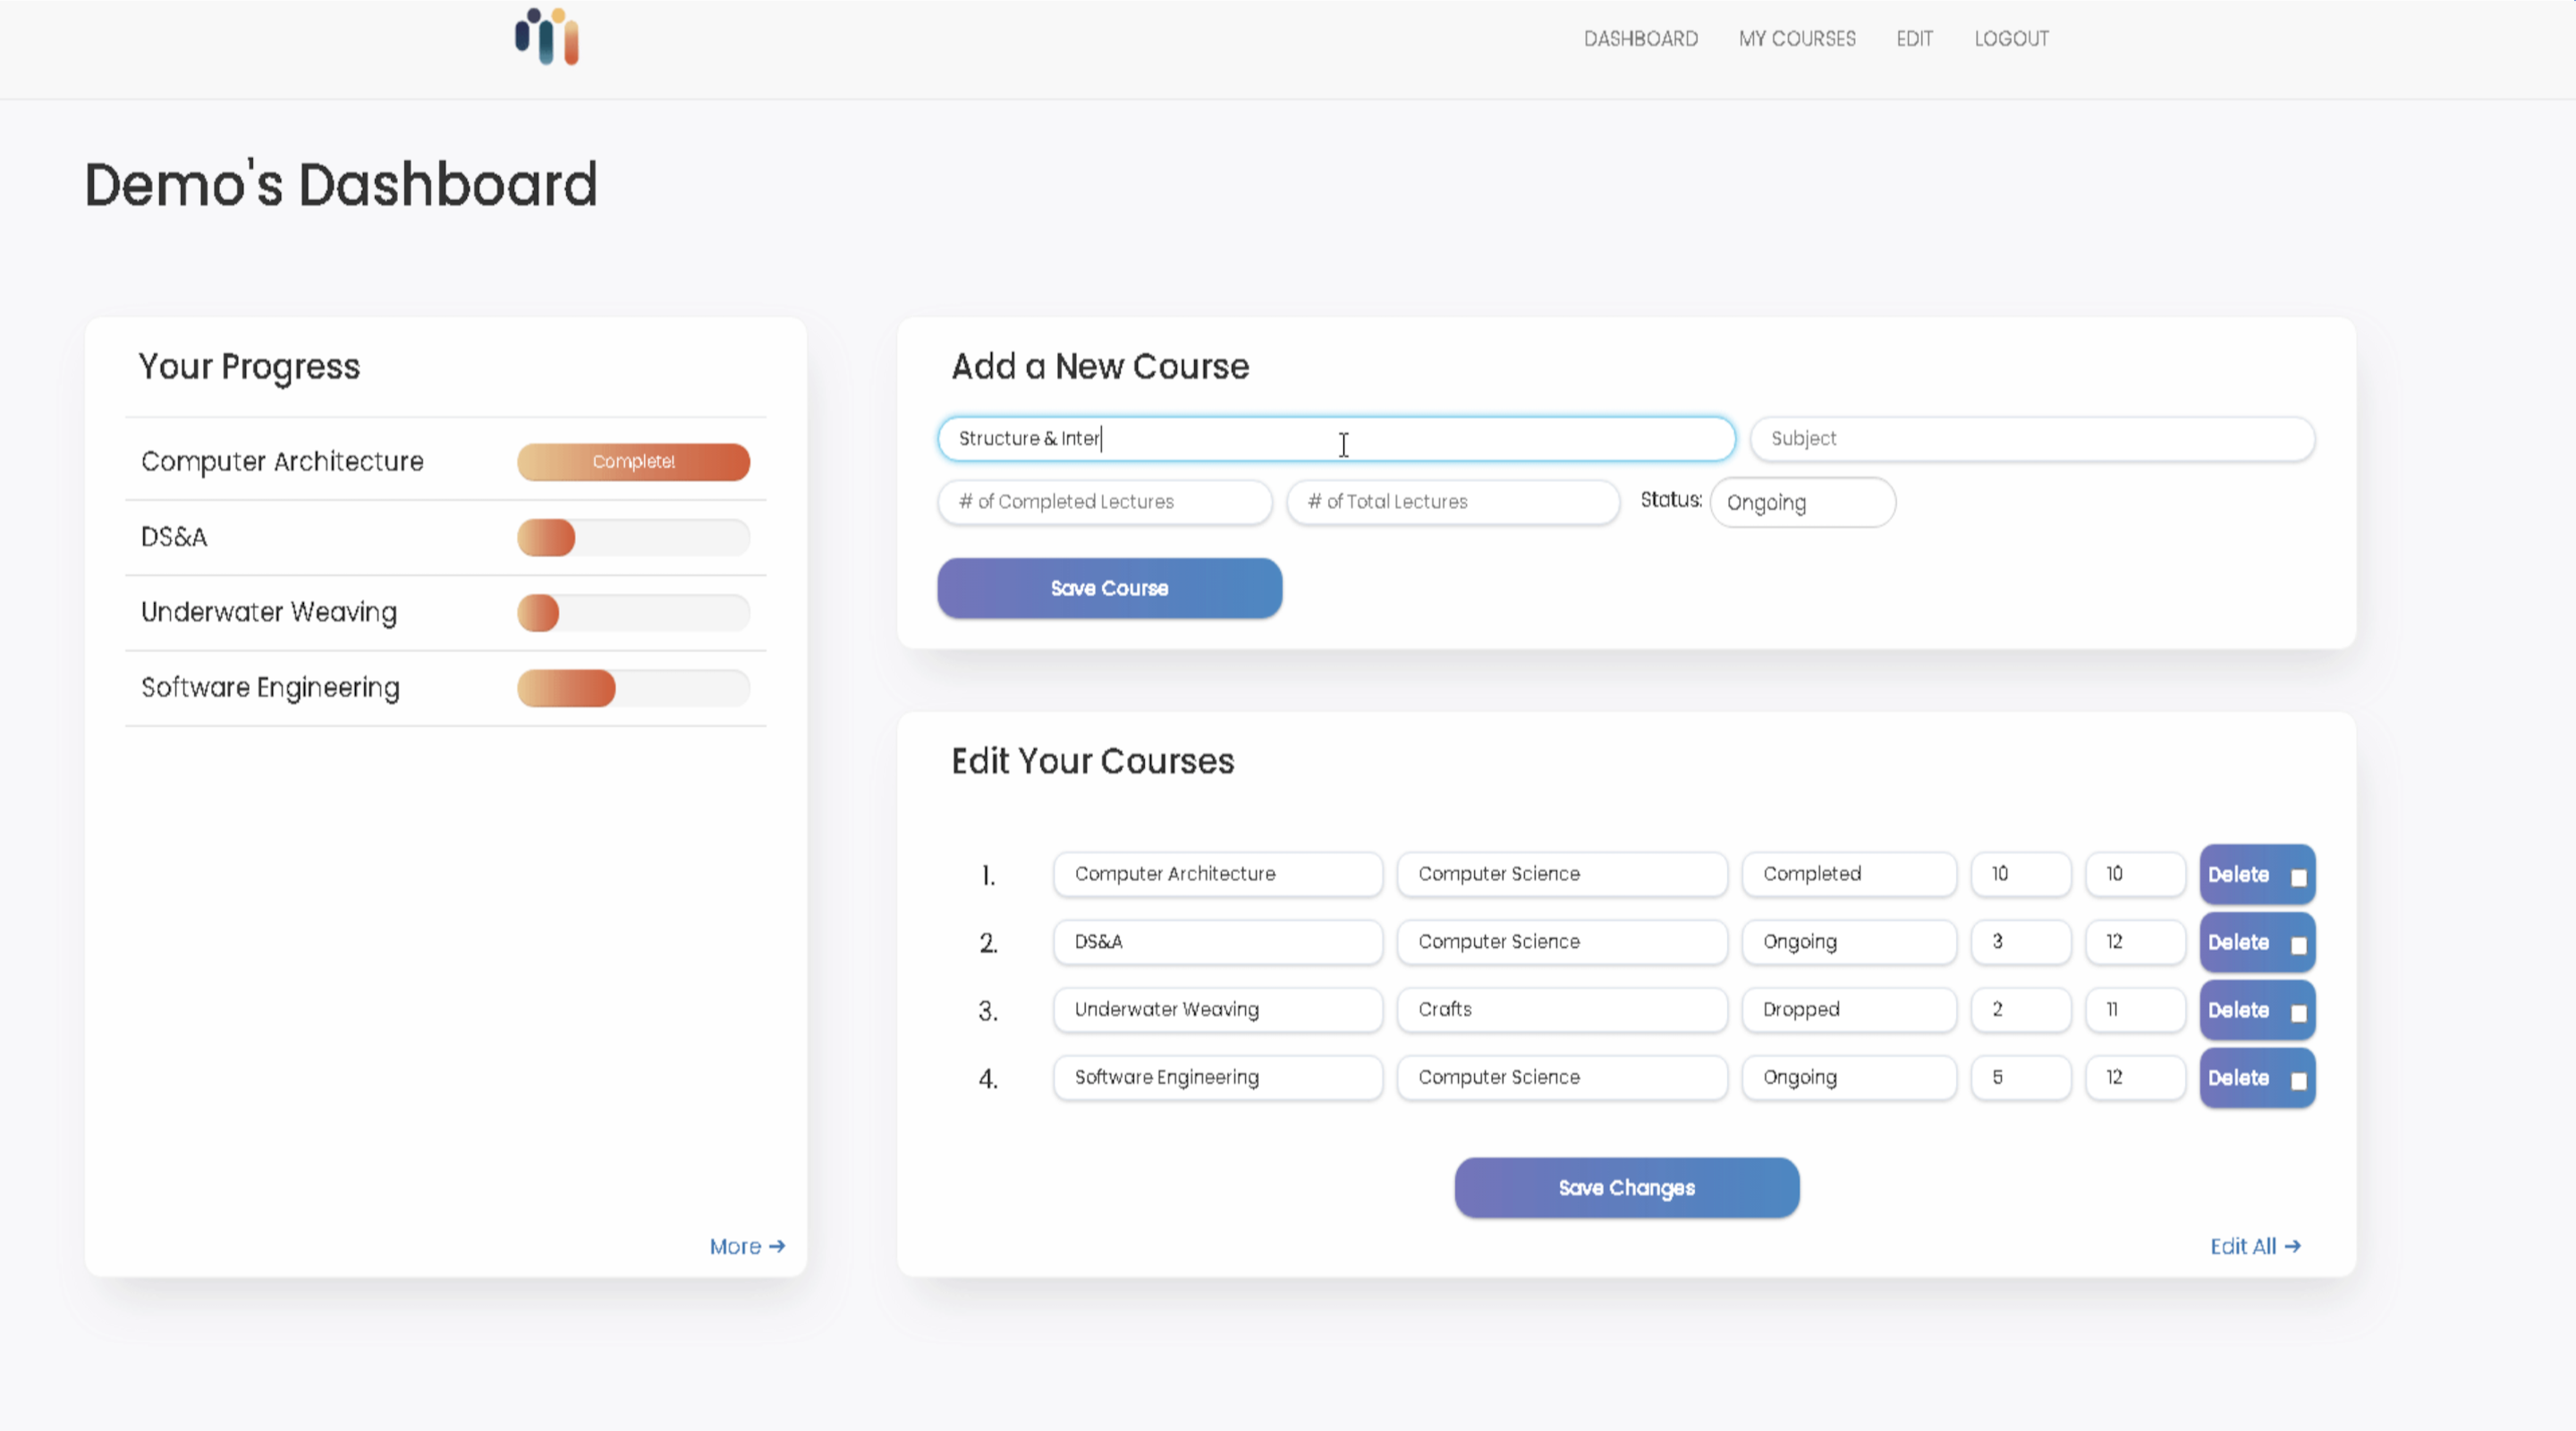 DASHBOARD MY COURSES EDIT LOGOUT
Demo's Dashboard
Your Progress
Computer Architecture Complete!
DS&A
Underwater Weaving
Software Engineering
More →
Add a New Course
Structure & Inter Subject
# of Completed Lectures # of Total Lectures Status: Ongoing
Save Course
Edit Your Courses
1. Computer Architecture Computer Science Completed 10 10 Delete
2. DS&A Computer Science Ongoing 3 12 Delete
3. Underwater Weaving Crafts Dropped 2 11 Delete
4. Software Engineering Computer Science Ongoing 5 12 Delete
Save Changes
Edit All →